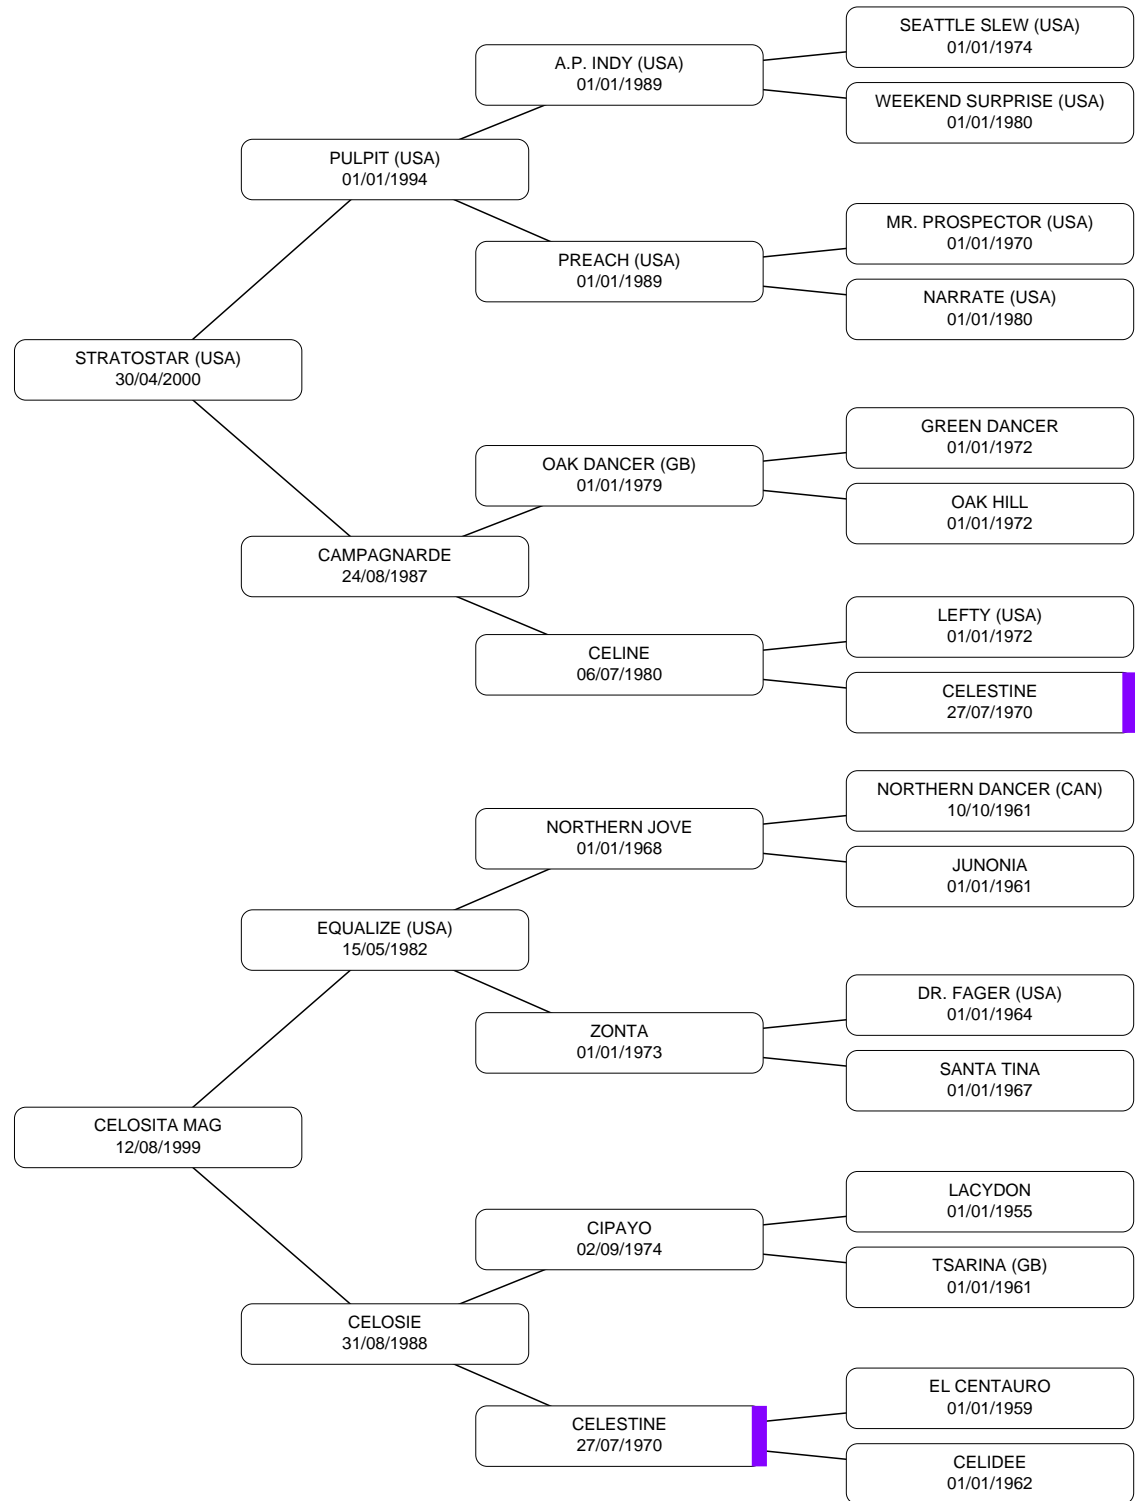 SEATTLE SLEW (USA)
01/01/1974
A.P. INDY (USA)
01/01/1989
WEEKEND SURPRISE (USA)
01/01/1980
PULPIT (USA)
01/01/1994
MR. PROSPECTOR (USA)
01/01/1970
PREACH (USA)
01/01/1989
NARRATE (USA)
01/01/1980
STRATOSTAR (USA)
30/04/2000
GREEN DANCER
01/01/1972
OAK DANCER (GB)
01/01/1979
OAK HILL
01/01/1972
CAMPAGNARDE
24/08/1987
LEFTY (USA)
01/01/1972
CELINE
06/07/1980
CELESTINE
27/07/1970
NORTHERN DANCER (CAN)
10/10/1961
NORTHERN JOVE
01/01/1968
JUNONIA
01/01/1961
EQUALIZE (USA)
15/05/1982
DR. FAGER (USA)
01/01/1964
ZONTA
01/01/1973
SANTA TINA
01/01/1967
CELOSITA MAG
12/08/1999
LACYDON
01/01/1955
CIPAYO
02/09/1974
TSARINA (GB)
01/01/1961
CELOSIE
31/08/1988
EL CENTAURO
01/01/1959
CELESTINE
27/07/1970
CELIDEE
01/01/1962